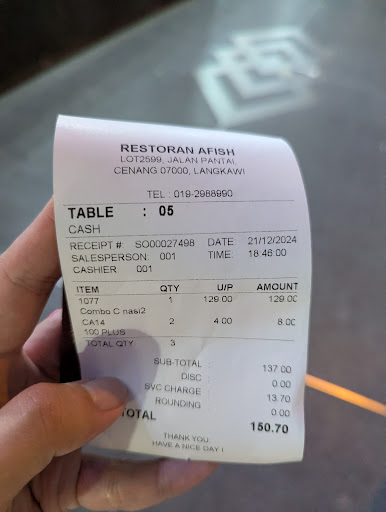 RESTORAN AFISH
LOT2599, JALAN PANTAI,
CENANG 07000, LANGKAWI
TEL : 019-2988990
TABLE : 05
CASH
RECEIPT # SO00027498 DATE: 21/12/2024
SALESPERSON: 001 TIME: 18:46:00
CASHIER 001
ITEM QTY U/P AMOUNT
1077 1 129.00 129.00
Combo C nasi2
CA14 2 4.00 8.00
100 PLUS
TOTAL QTY 3
SUB-TOTAL : 137.00
DISC : 0.00
SVC CHARGE : 13.70
ROUNDING : 0.00
TOTAL 150.70
THANK YOU.
HAVE A NICE DAY !